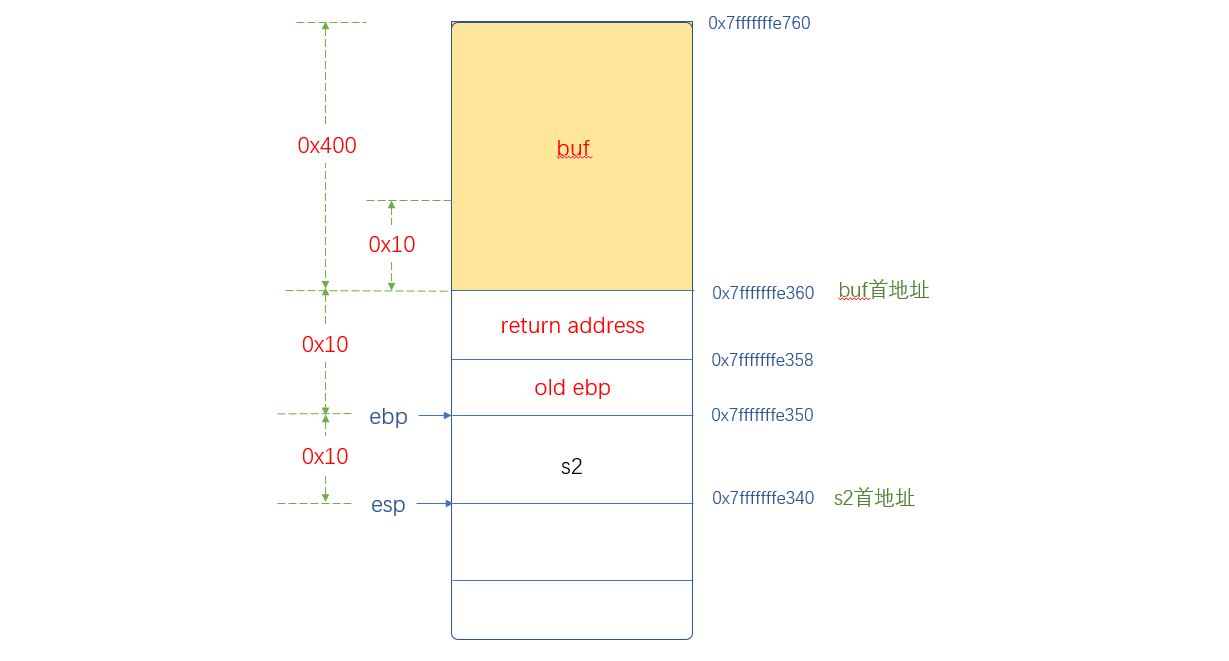 0x7fffffffe760
0x400
buf
0x10
0x7fffffffe360 buf首地址
return address
0x10
0x7fffffffe358
old ebp
ebp
0x7fffffffe350
0x10
s2
esp
0x7fffffffe340 s2首地址